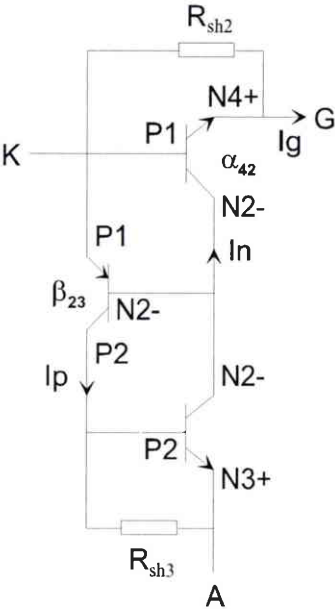 Rsh2
N4+
G
P1
Ig
K
α42
N2-
P1
In
β23
N2-
P2
N2-
Ip
P2
N3+
Rsh3
A